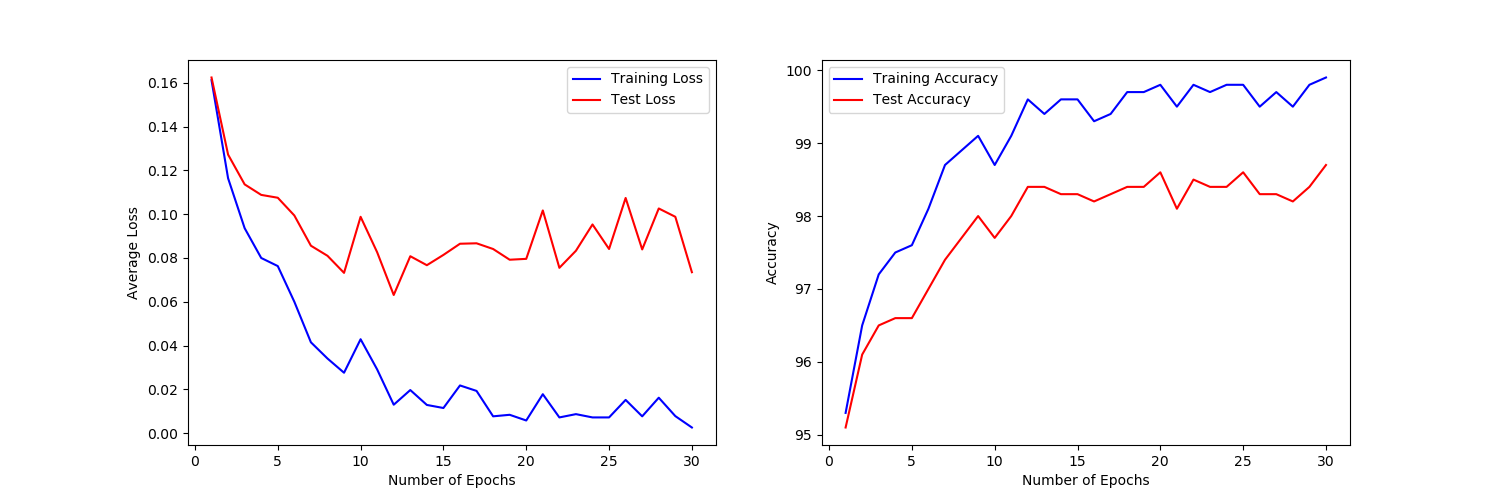 Training Loss
Test Loss
0.16
0.14
0.12
0.10
0.08
0.06
0.04
0.02
0.00
Average Loss
0 5 10 15 20 25 30
Number of Epochs
Training Accuracy
Test Accuracy
100
99
98
97
96
95
Accuracy
0 5 10 15 20 25 30
Number of Epochs